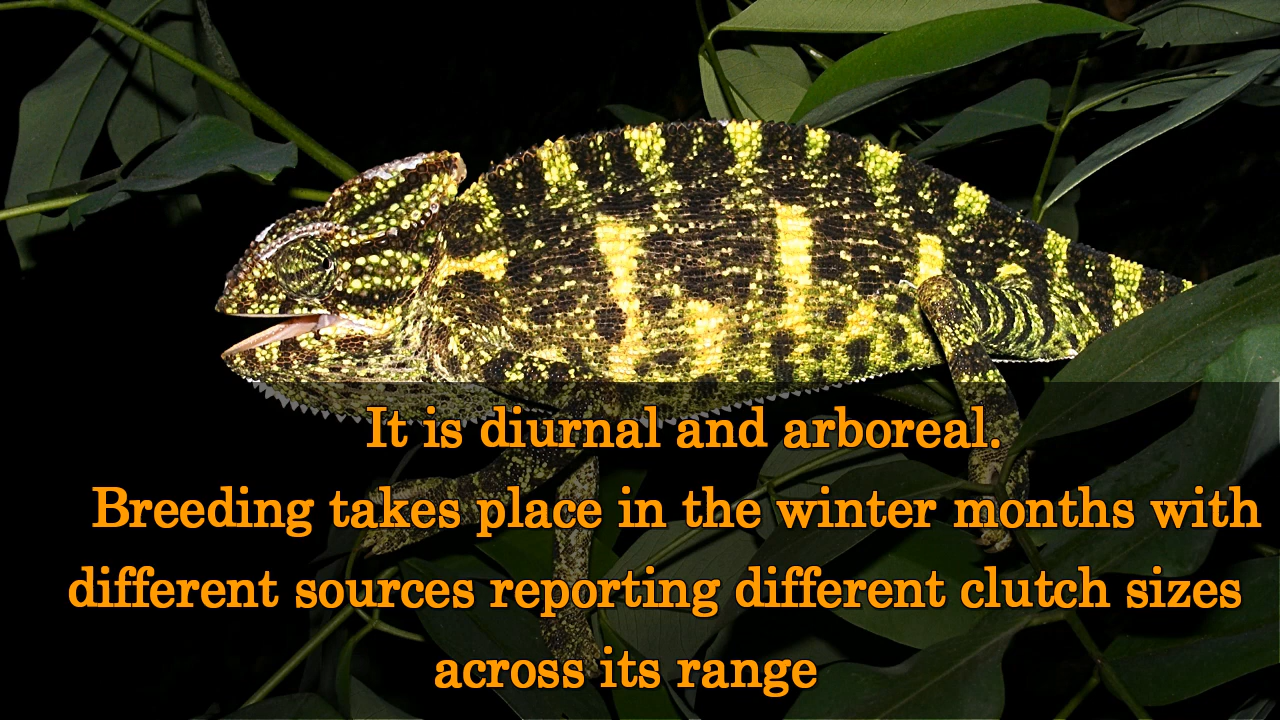 It is diurnal and arboreal.
Breeding takes place in the winter months with
different sources reporting different clutch sizes
across its range